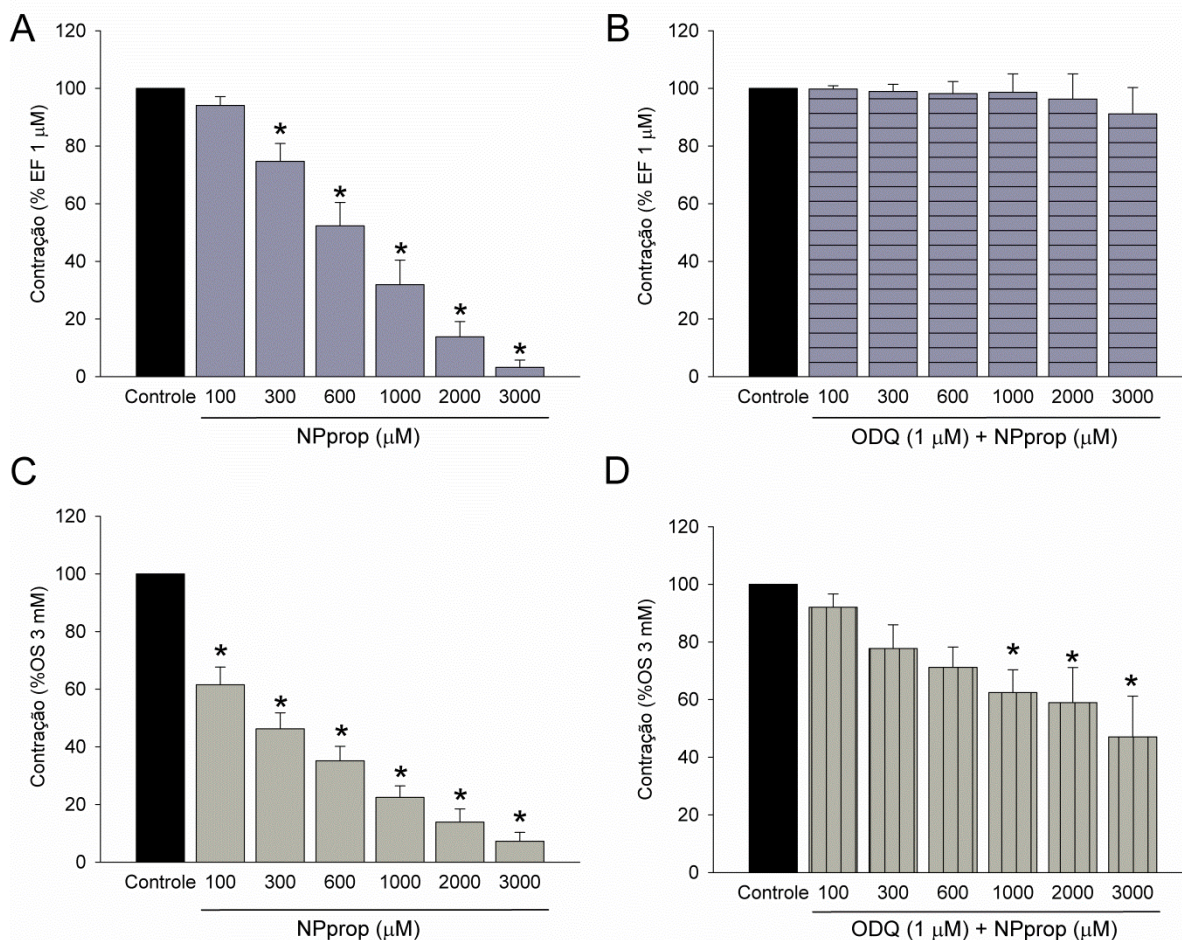 A
Contração (% EF 1 μM)
120
100
80
60
40
20
0
* * * * *
Controle 100 300 600 1000 2000 3000
NPprop (μM)
B
Contração (% EF 1 μM)
120
100
80
60
40
20
0
Controle 100 300 600 1000 2000 3000
ODQ (1 μM) + NPprop (μM)
C
Contração (%OS 3 mM)
120
100
80
60
40
20
0
* * * * * *
Controle 100 300 600 1000 2000 3000
NPprop (μM)
D
Contração (%OS 3 mM)
120
100
80
60
40
20
0
* * *
Controle 100 300 600 1000 2000 3000
ODQ (1 μM) + NPprop (μM)